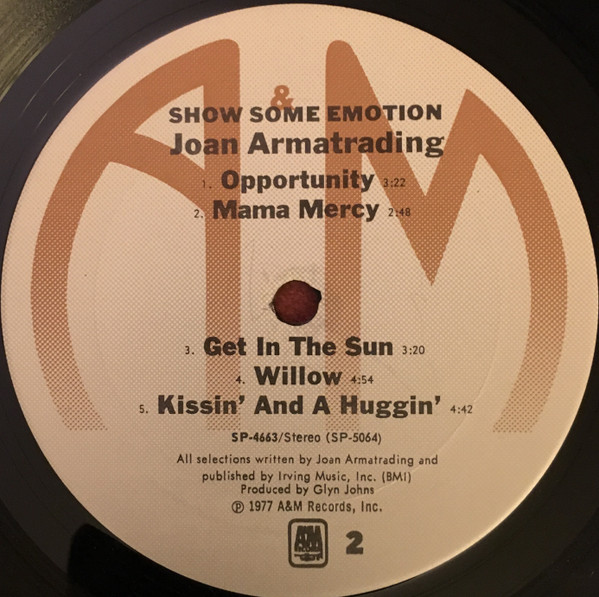 A&M
SHOW SOME EMOTION
Joan Armatrading
1. Opportunity 3:22
2. Mama Mercy 2:48
3. Get In The Sun 3:20
4. Willow 4:54
5. Kissin' And A Huggin' 4:42
SP-4663/Stereo (SP-5064)
All selections written by Joan Armatrading and
published by Irving Music, Inc. (BMI)
Produced by Glyn Johns
℗ 1977 A&M Records, Inc.
A&M 2